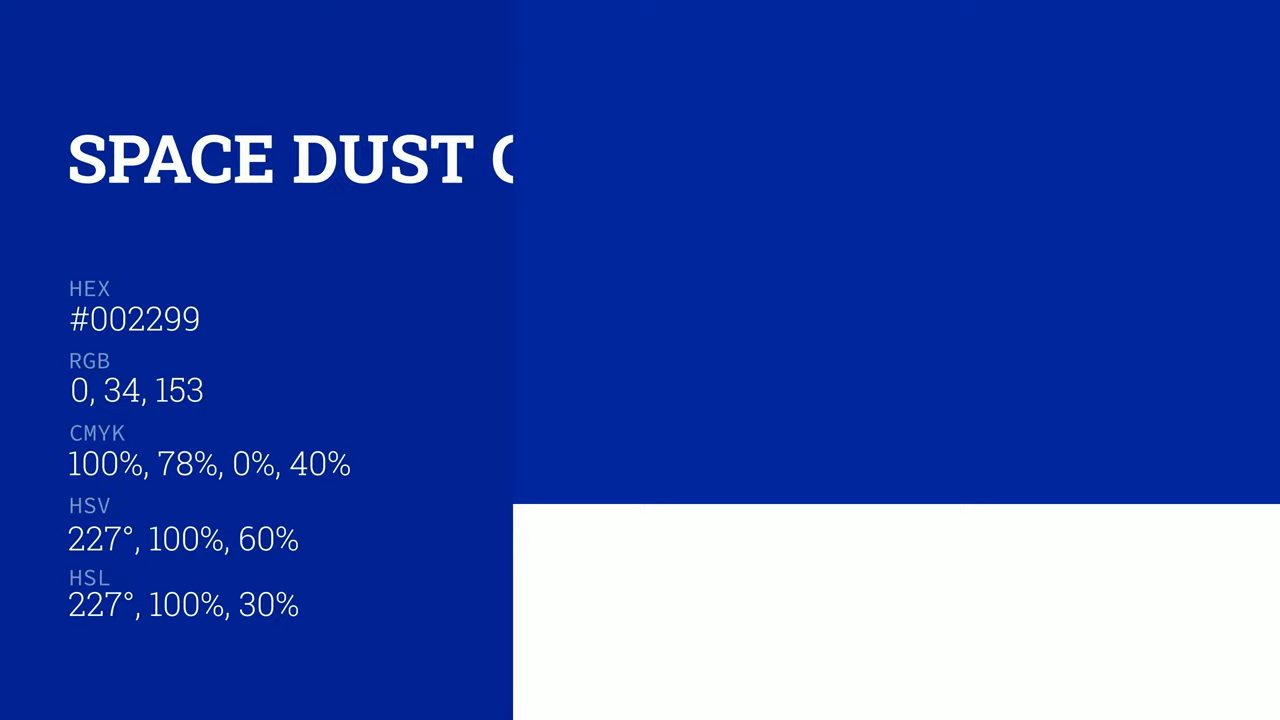 SPACE DUST
HEX
#002299
RGB
0, 34, 153
CMYK
100%, 78%, 0%, 40%
HSV
227°, 100%, 60%
HSL
227°, 100%, 30%